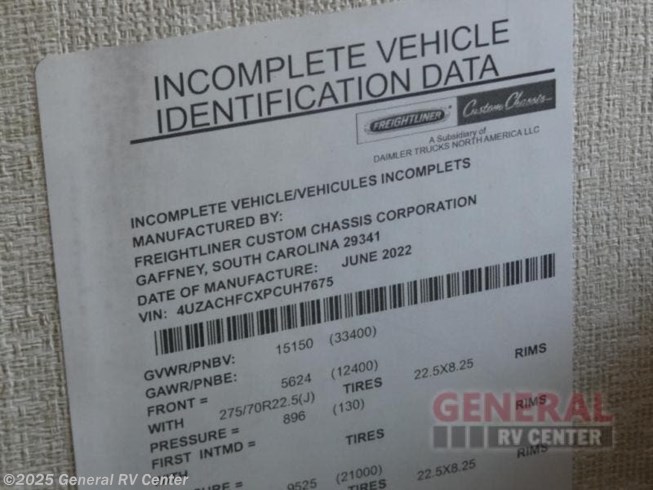 INCOMPLETE VEHICLE
IDENTIFICATION DATA
FREIGHTLINER
Custom Chassis
A Subsidiary of
DAIMLER TRUCKS NORTH AMERICA LLC
INCOMPLETE VEHICLE/VEHICULES INCOMPLETS
MANUFACTURED BY:
FREIGHTLINER CUSTOM CHASSIS CORPORATION
GAFFNEY, SOUTH CAROLINA 29341
DATE OF MANUFACTURE: JUNE 2022
VIN: 4UZACHFCXPCUH7675
GVWR/PNBV: 15150 (33400)
GAWR/PNBE:
FRONT = 5624 (12400)
WITH 275/70R22.5(J) TIRES 22.5X8.25 RIMS
PRESSURE = 896 (130)
FIRST INTMD =
WITH TIRES RIMS
9525 (21000)
22.5X8.25 RIMS
GENERAL
RV CENTER
©2025 General RV Center